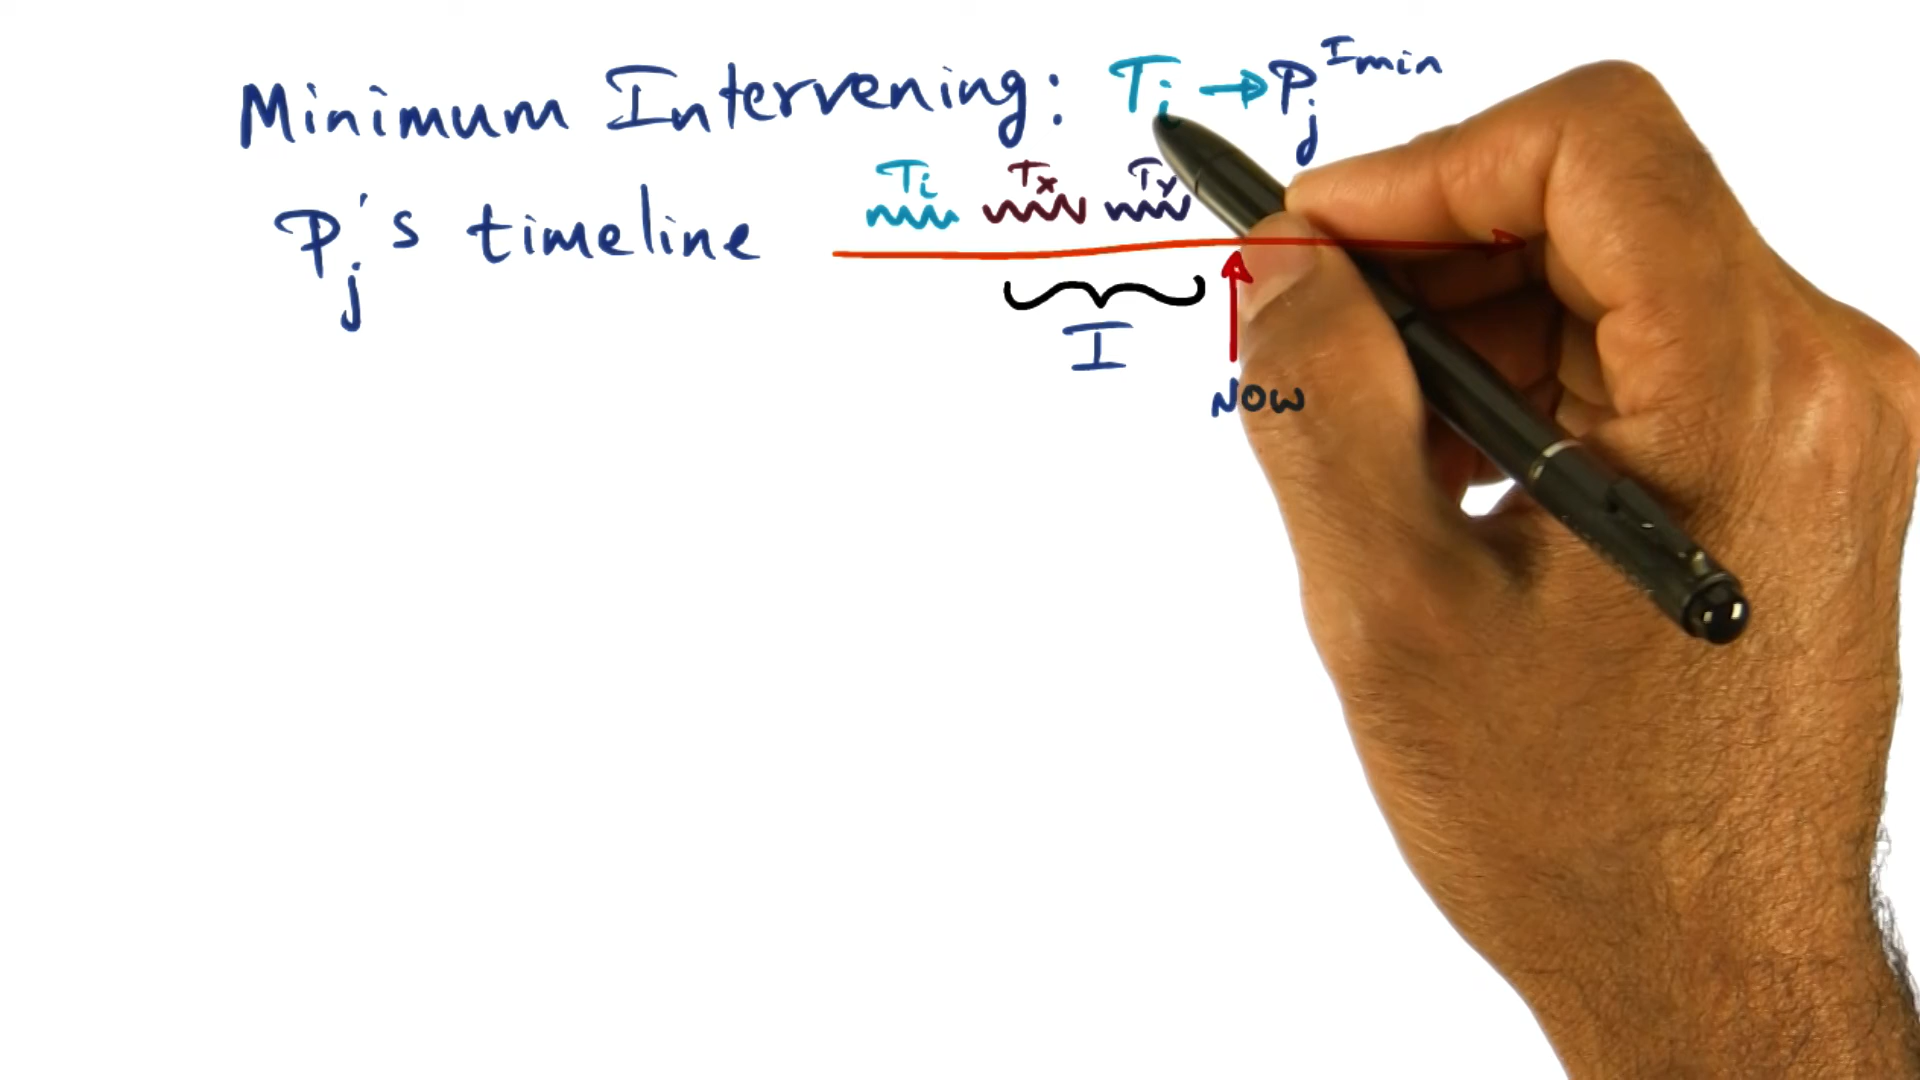 Minimum Intervening: Ti → Pj Imin
Ti Tx Ty
Pj's timeline
I
NOW